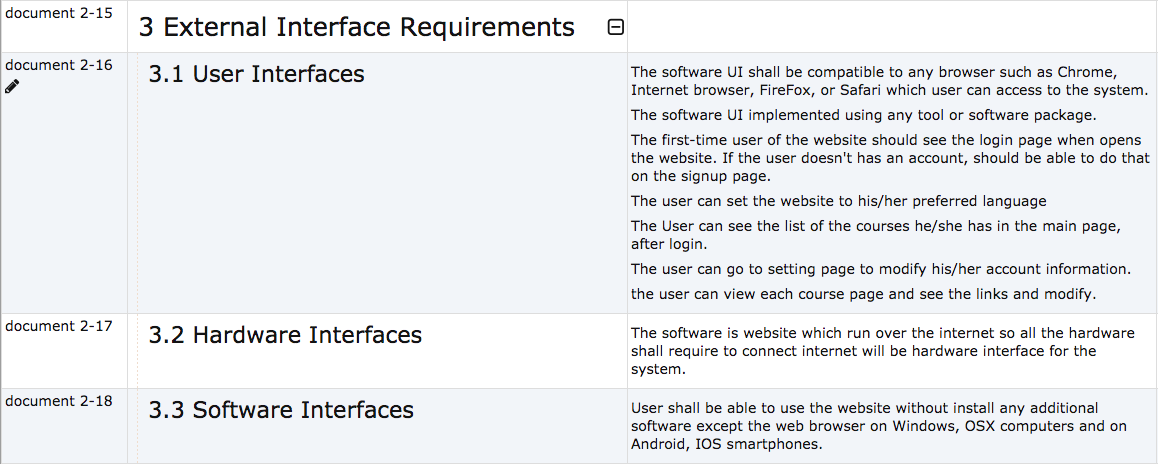 document 2-15
3 External Interface Requirements
document 2-16
3.1 User Interfaces
The software UI shall be compatible to any browser such as Chrome,
Internet browser, FireFox, or Safari which user can access to the system.
The software UI implemented using any tool or software package.
The first-time user of the website should see the login page when opens
the website. If the user doesn't has an account, should be able to do that
on the signup page.
The user can set the website to his/her preferred language
The User can see the list of the courses he/she has in the main page,
after login.
The user can go to setting page to modify his/her account information.
the user can view each course page and see the links and modify.
document 2-17
3.2 Hardware Interfaces
The software is website which run over the internet so all the hardware
shall require to connect internet will be hardware interface for the
system.
document 2-18
3.3 Software Interfaces
User shall be able to use the website without install any additional
software except the web browser on Windows, OSX computers and on
Android, IOS smartphones.